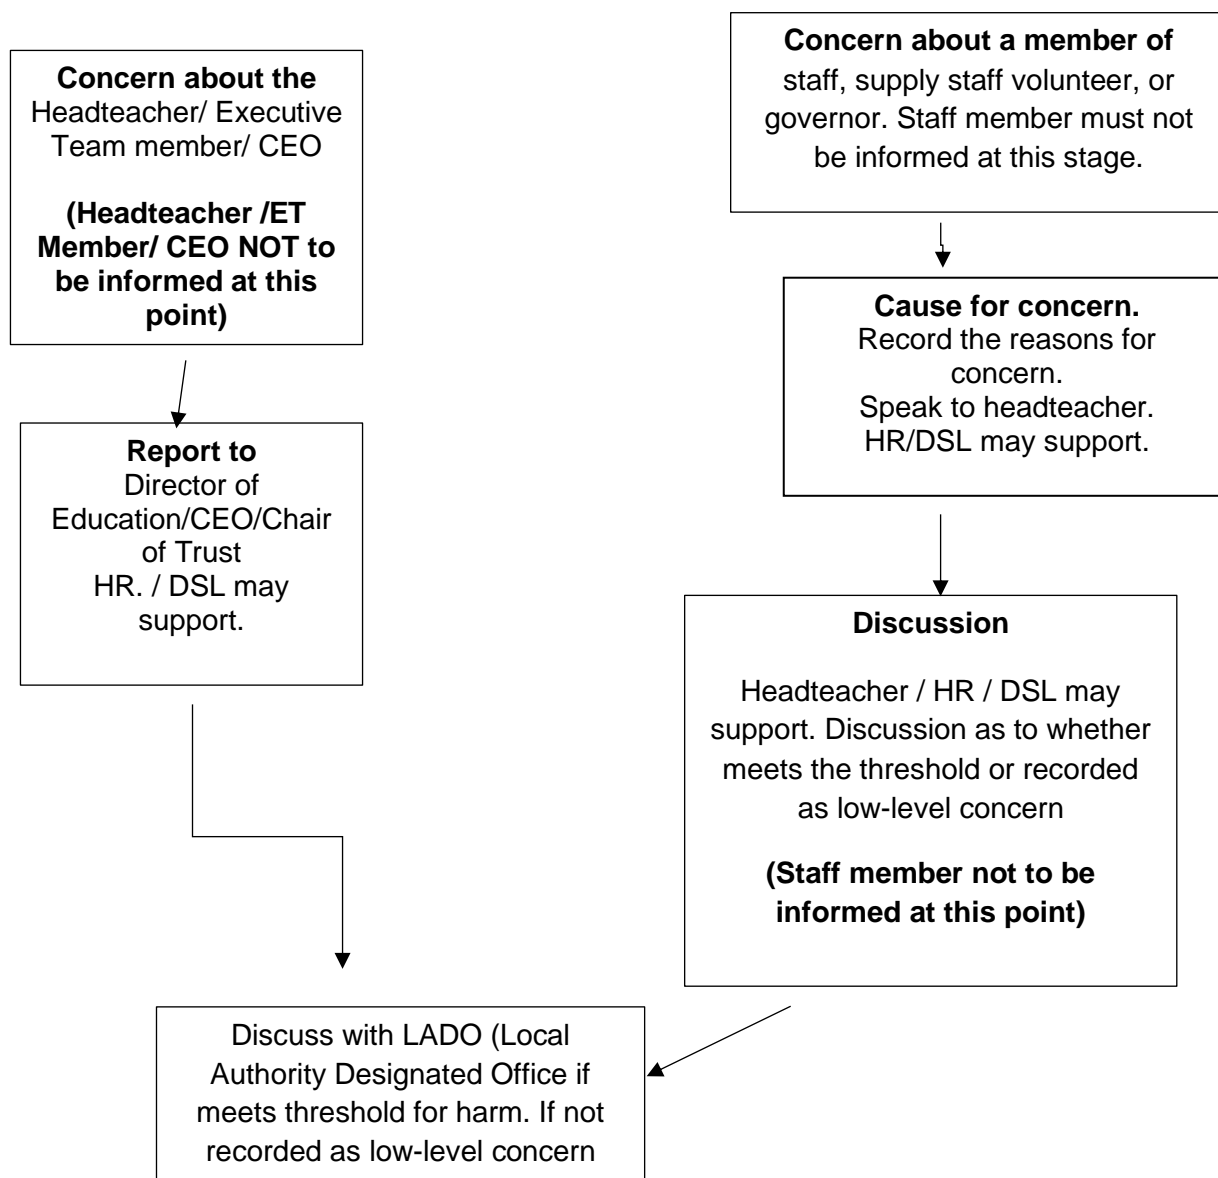 Concern about the
Headteacher/ Executive
Team member/ CEO
(Headteacher /ET
Member/ CEO NOT to
be informed at this
point)
Report to
Director of
Education/CEO/Chair
of Trust
HR. / DSL may
support.
Concern about a member of
staff, supply staff volunteer, or
governor. Staff member must not
be informed at this stage.
Cause for concern.
Record the reasons for
concern.
Speak to headteacher.
HR/DSL may support.
Discussion
Headteacher / HR / DSL may
support. Discussion as to whether
meets the threshold or recorded
as low-level concern
(Staff member not to be
informed at this point)
Discuss with LADO (Local
Authority Designated Office if
meets threshold for harm. If not
recorded as low-level concern